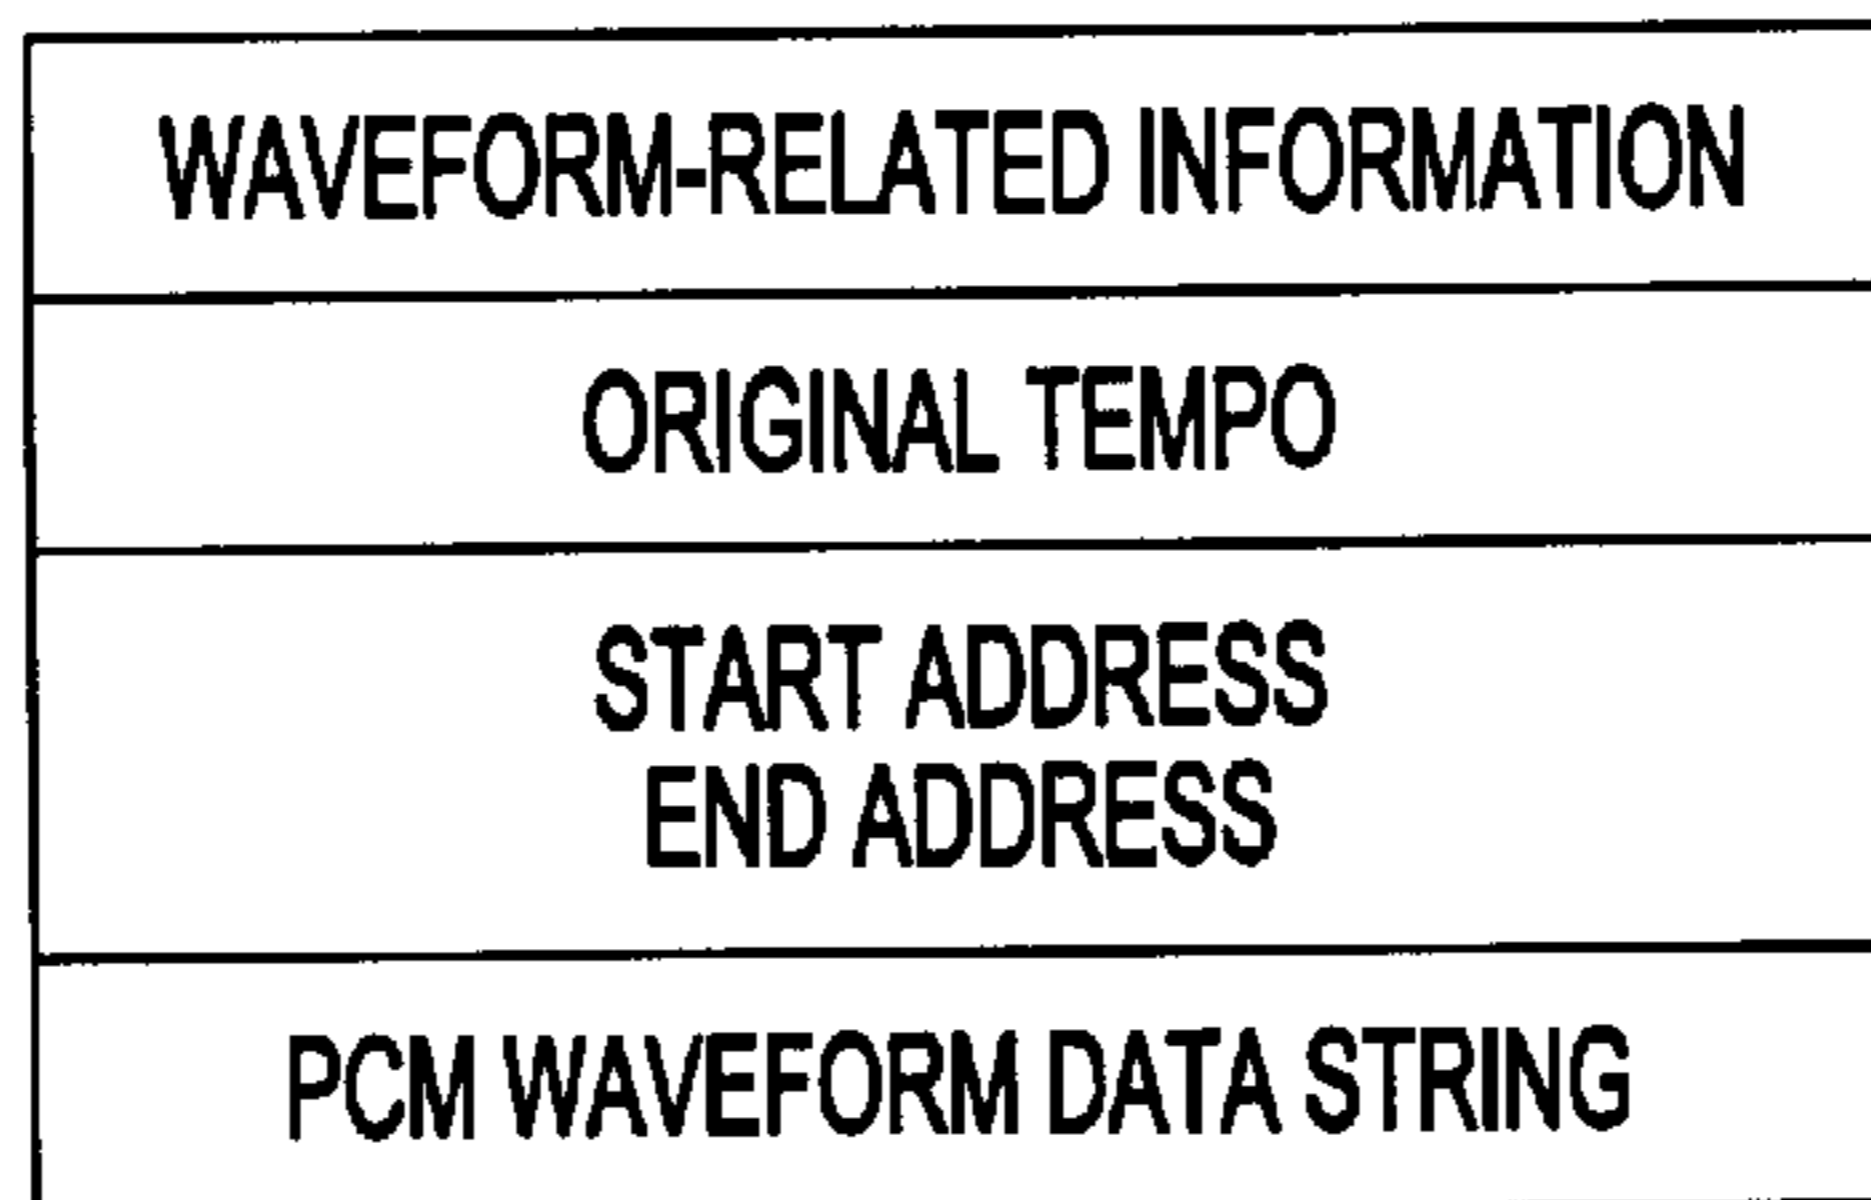 WAVEFORM-RELATED INFORMATION
ORIGINAL TEMPO
START ADDRESS
END ADDRESS
PCM WAVEFORM DATA STRING